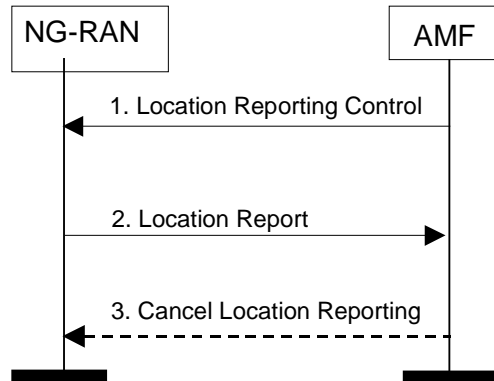 NG-RAN
AMF
1. Location Reporting Control
2. Location Report
3. Cancel Location Reporting